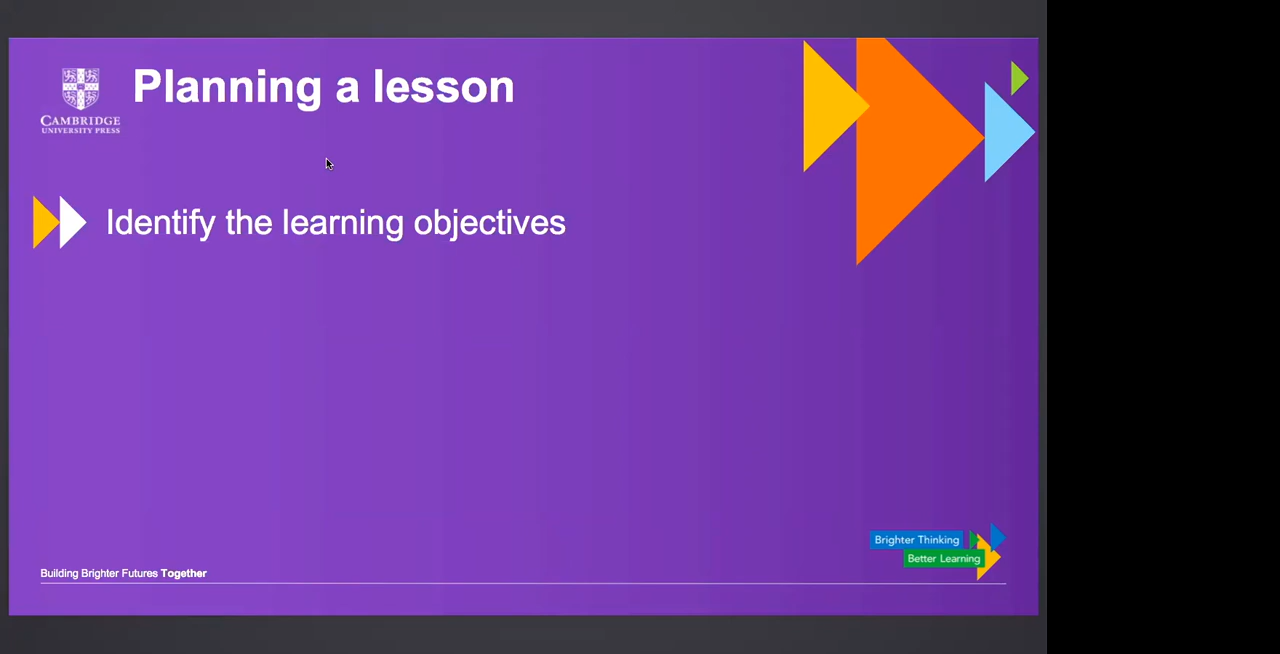 Planning a lesson
CAMBRIDGE
UNIVERSITY PRESS
Identify the learning objectives
Brighter Thinking
Better Learning
Building Brighter Futures Together